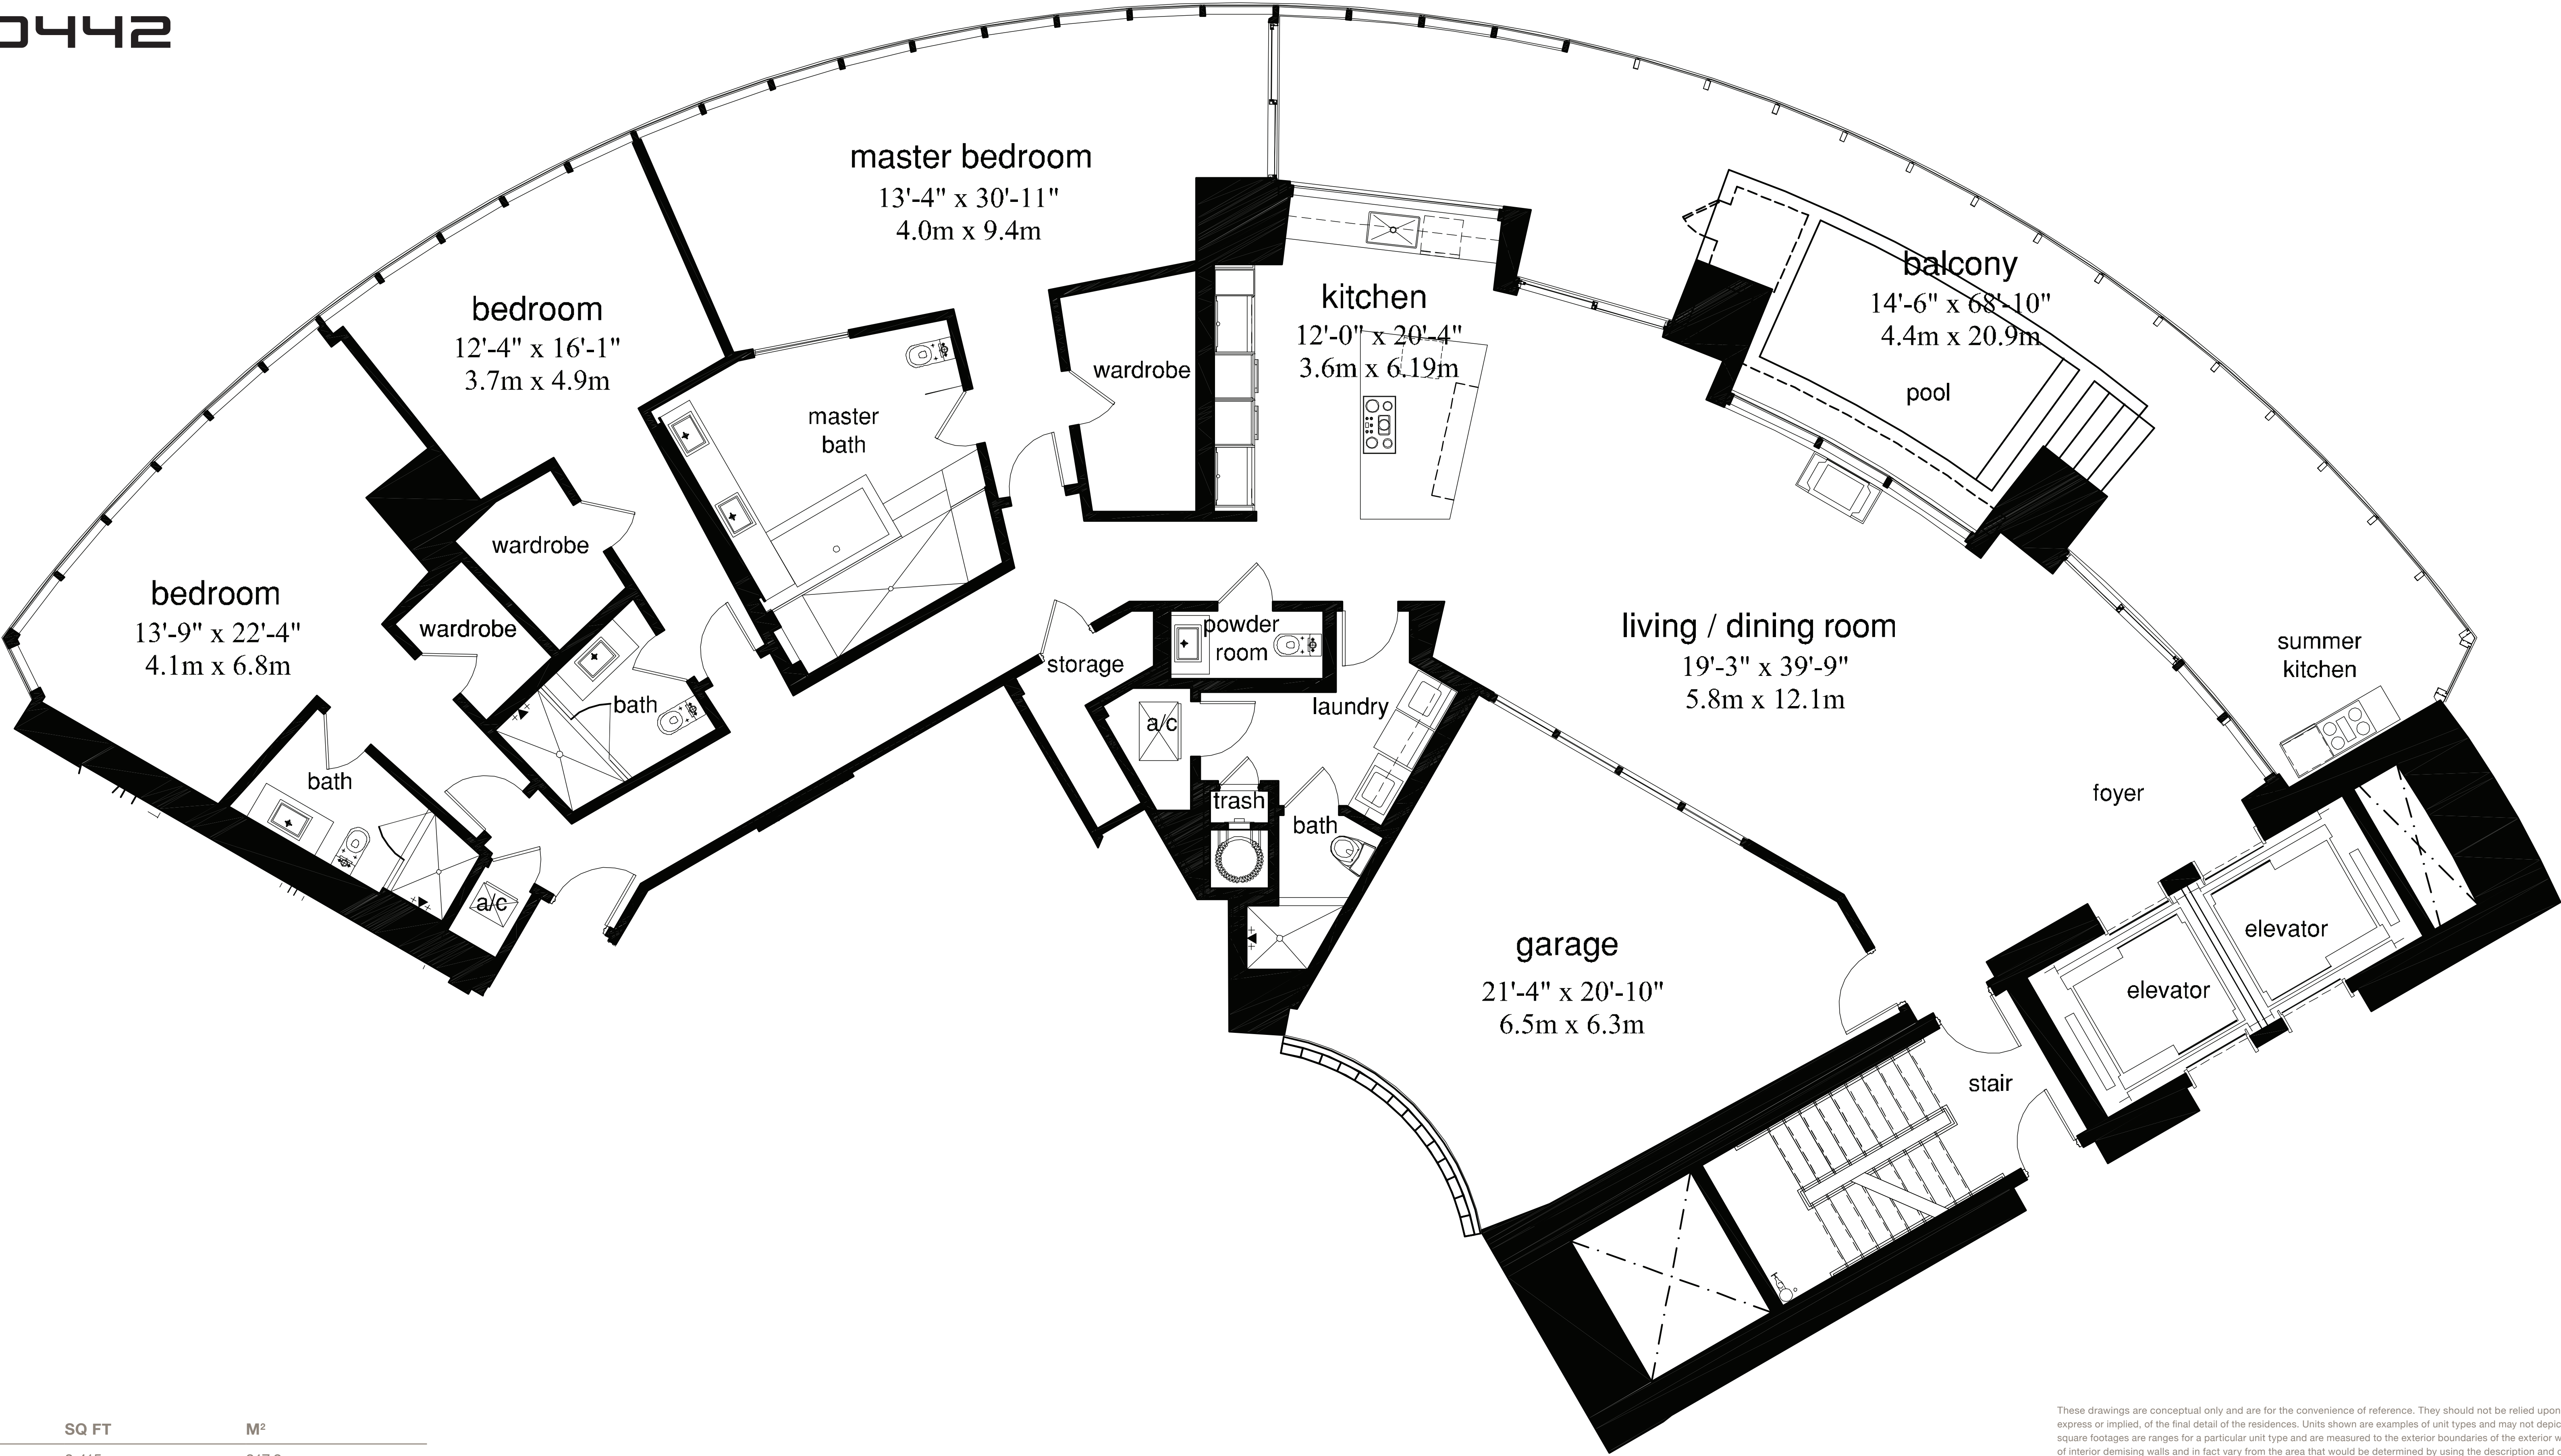 0442
master bedroom
13'-4" x 30'-11"
4.0m x 9.4m
bedroom
12'-4" x 16'-1"
3.7m x 4.9m
kitchen
12'-0" x 20'-4"
3.6m x 6.19m
balcony
14'-6" x 68'-10"
4.4m x 20.9m
pool
wardrobe
master
bath
wardrobe
bedroom
13'-9" x 22'-4"
4.1m x 6.8m
wardrobe
bath
storage
powder
room
living / dining room
19'-3" x 39'-9"
5.8m x 12.1m
summer
kitchen
laundry
a/c
bath
trash
bath
foyer
a/c
garage
21'-4" x 20'-10"
6.5m x 6.3m
elevator
elevator
stair
SQ FT M²
These drawings are conceptual only and are for the convenience of reference. They should not be relied upon
express or implied, of the final detail of the residences. Units shown are examples of unit types and may not depic
square footages are ranges for a particular unit type and are measured to the exterior boundaries of the exterior w
of interior demising walls and in fact vary from the area that would be determined by using the description and